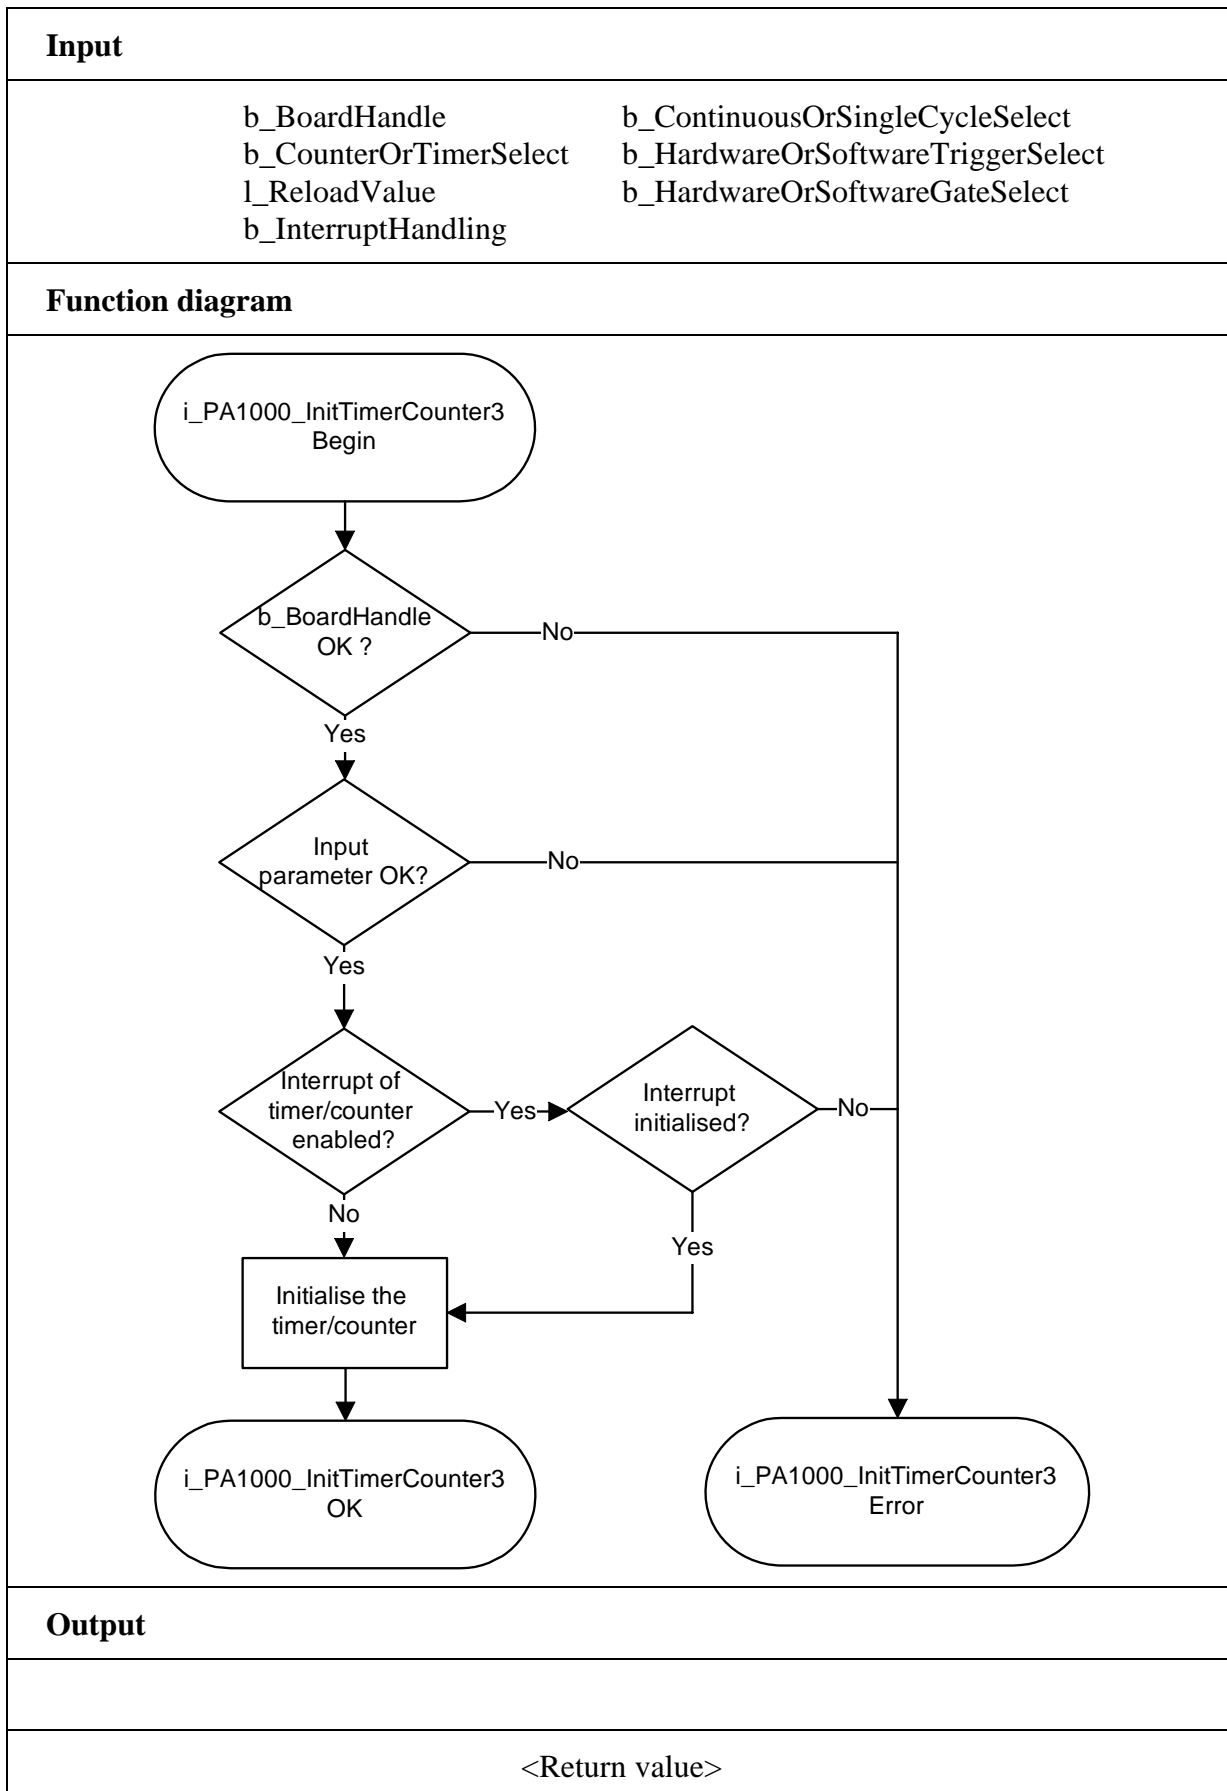 Input
b_BoardHandle b_ContinuousOrSingleCycleSelect
b_CounterOrTimerSelect b_HardwareOrSoftwareTriggerSelect
l_ReloadValue b_HardwareOrSoftwareGateSelect
b_InterruptHandling
Function diagram
i_PA1000_InitTimerCounter3
Begin
b_BoardHandle
OK ?
No
Yes
Input
parameter OK?
No
Yes
Interrupt of
timer/counter
enabled?
Yes
Interrupt
initialised?
No
No
Yes
Initialise the
timer/counter
i_PA1000_InitTimerCounter3
OK
i_PA1000_InitTimerCounter3
Error
Output
<Return value>